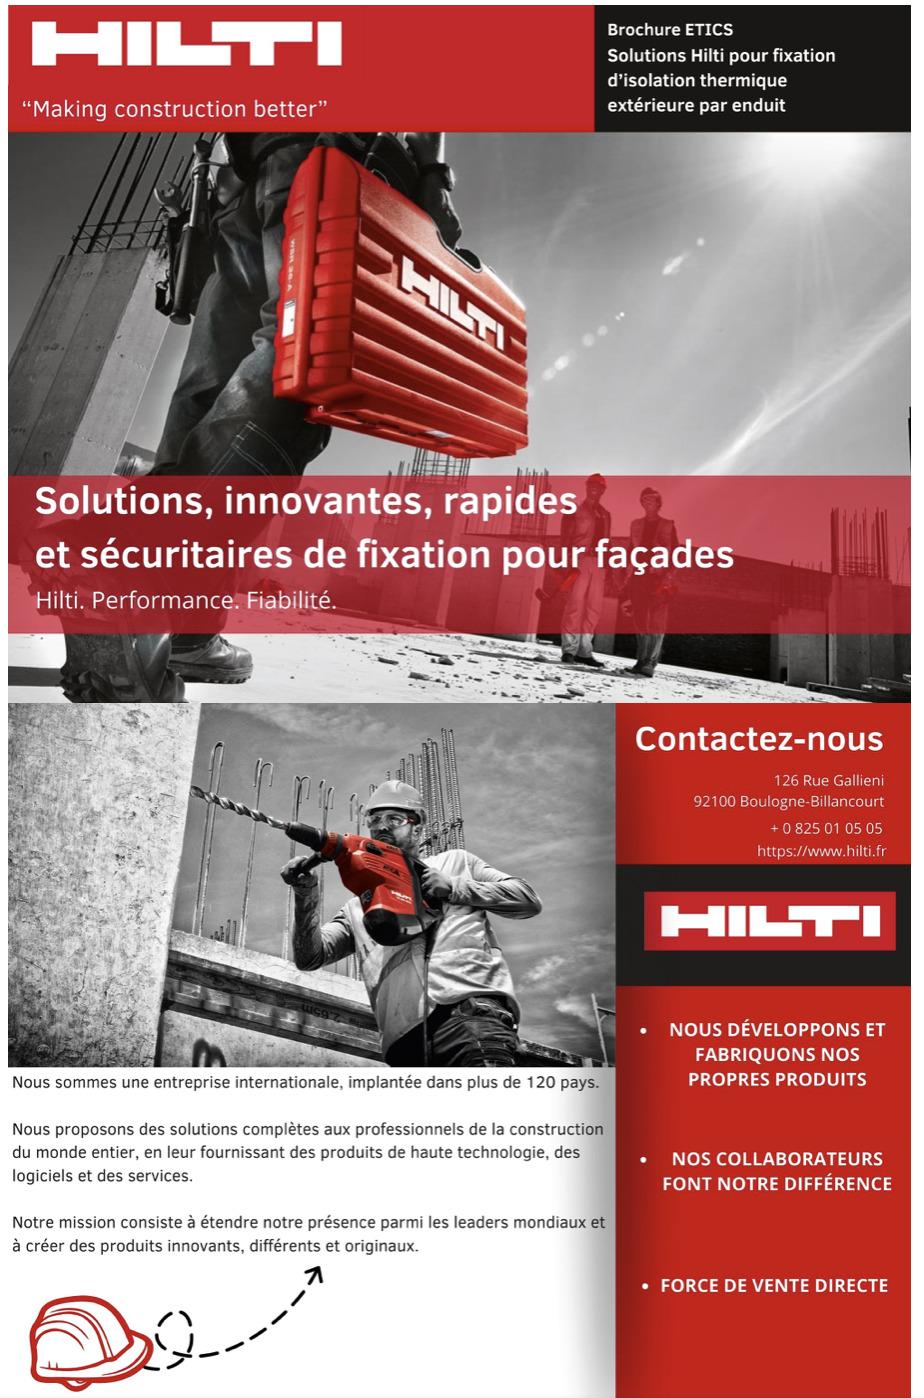 HILTI
“Making construction better”
Brochure ETICS
Solutions Hilti pour fixation
d’isolation thermique
extérieure par enduit
HILTI
Solutions, innovantes, rapides
et sécuritaires de fixation pour façades
Hilti. Performance. Fiabilité.
Contactez-nous
126 Rue Gallieni
92100 Boulogne-Billancourt
+ 0 825 01 05 05
https://www.hilti.fr
HILTI
HILTI
• NOUS DÉVELOPPONS ET
FABRIQUONS NOS
PROPRES PRODUITS
• NOS COLLABORATEURS
FONT NOTRE DIFFÉRENCE
• FORCE DE VENTE DIRECTE
Nous sommes une entreprise internationale, implantée dans plus de 120 pays.
Nous proposons des solutions complètes aux professionnels de la construction
du monde entier, en leur fournissant des produits de haute technologie, des
logiciels et des services.
Notre mission consiste à étendre notre présence parmi les leaders mondiaux et
à créer des produits innovants, différents et originaux.